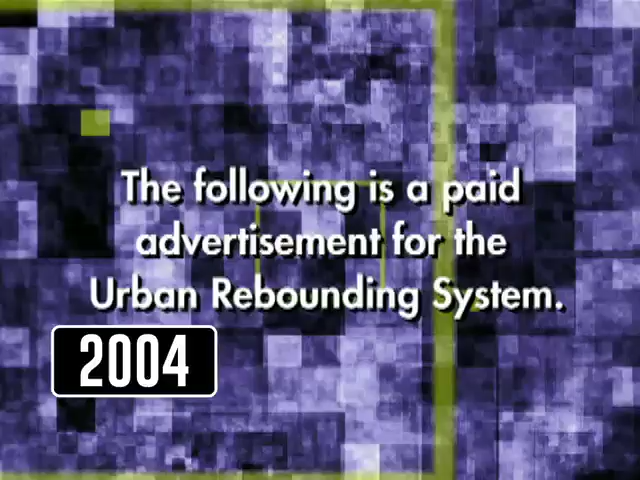 The following is a paid
advertisement for the
Urban Rebounding System.
2004